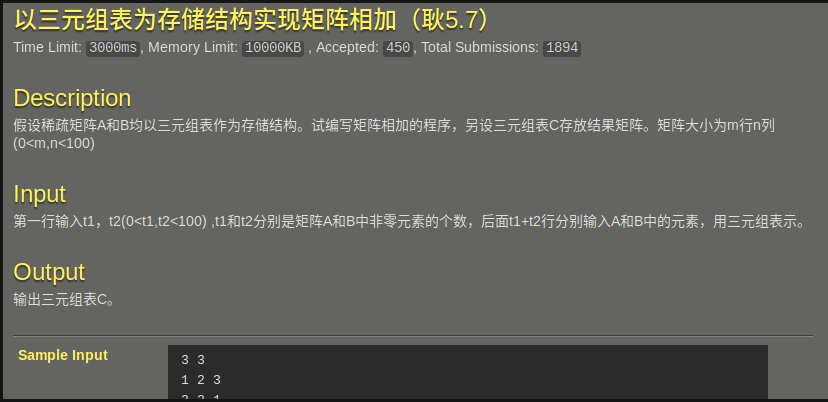 以三元组表为存储结构实现矩阵相加（耿5.7）
Time Limit: 3000ms, Memory Limit: 10000KB , Accepted: 450, Total Submissions: 1894
Description
假设稀疏矩阵A和B均以三元组表作为存储结构。试编写矩阵相加的程序，另设三元组表C存放结果矩阵。矩阵大小为m行n列
(0<m,n<100)
Input
第一行输入t1，t2(0<t1,t2<100) ,t1和t2分别是矩阵A和B中非零元素的个数，后面t1+t2行分别输入A和B中的元素，用三元组表示。
Output
输出三元组表C。
Sample Input
3 3
1 2 3